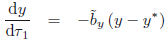 dy/dτ₁ = −b̃_y (y − y*)